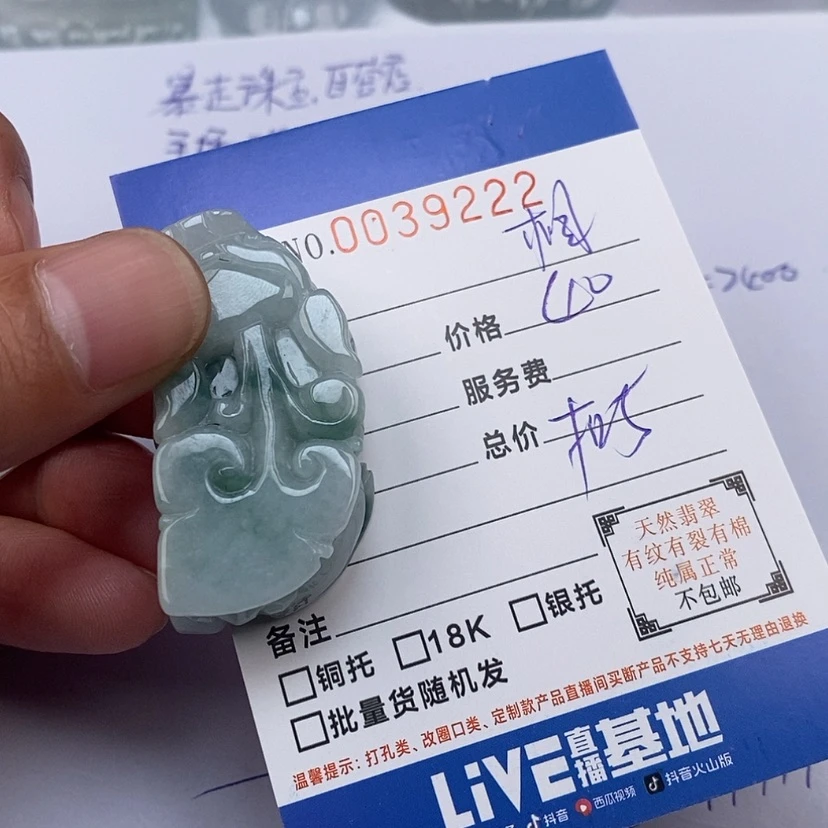 NO.0039222
价格
服务费
总价
天然翡翠
有纹有裂有棉
纯属正常
不包邮
备注
□铜托 □18K □银托
□批量货随机发
温馨提示：打孔类、改圈口类、定制款产品直播间买断产品不支持七天无理由退换
LiVE直播基地
抖音 西瓜视频 抖音火山版